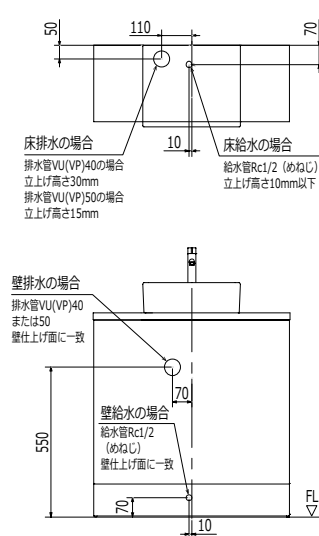 50
110
70
床排水の場合
排水管VU(VP)40の場合
立上げ高さ30mm
排水管VU(VP)50の場合
立上げ高さ15mm
10
床給水の場合
給水管Rc1/2（めねじ）
立上げ高さ10mm以下
壁排水の場合
排水管VU(VP)40
または50
壁仕上げ面に一致
70
550
壁給水の場合
給水管Rc1/2
（めねじ）
壁仕上げ面に一致
70
10
FL